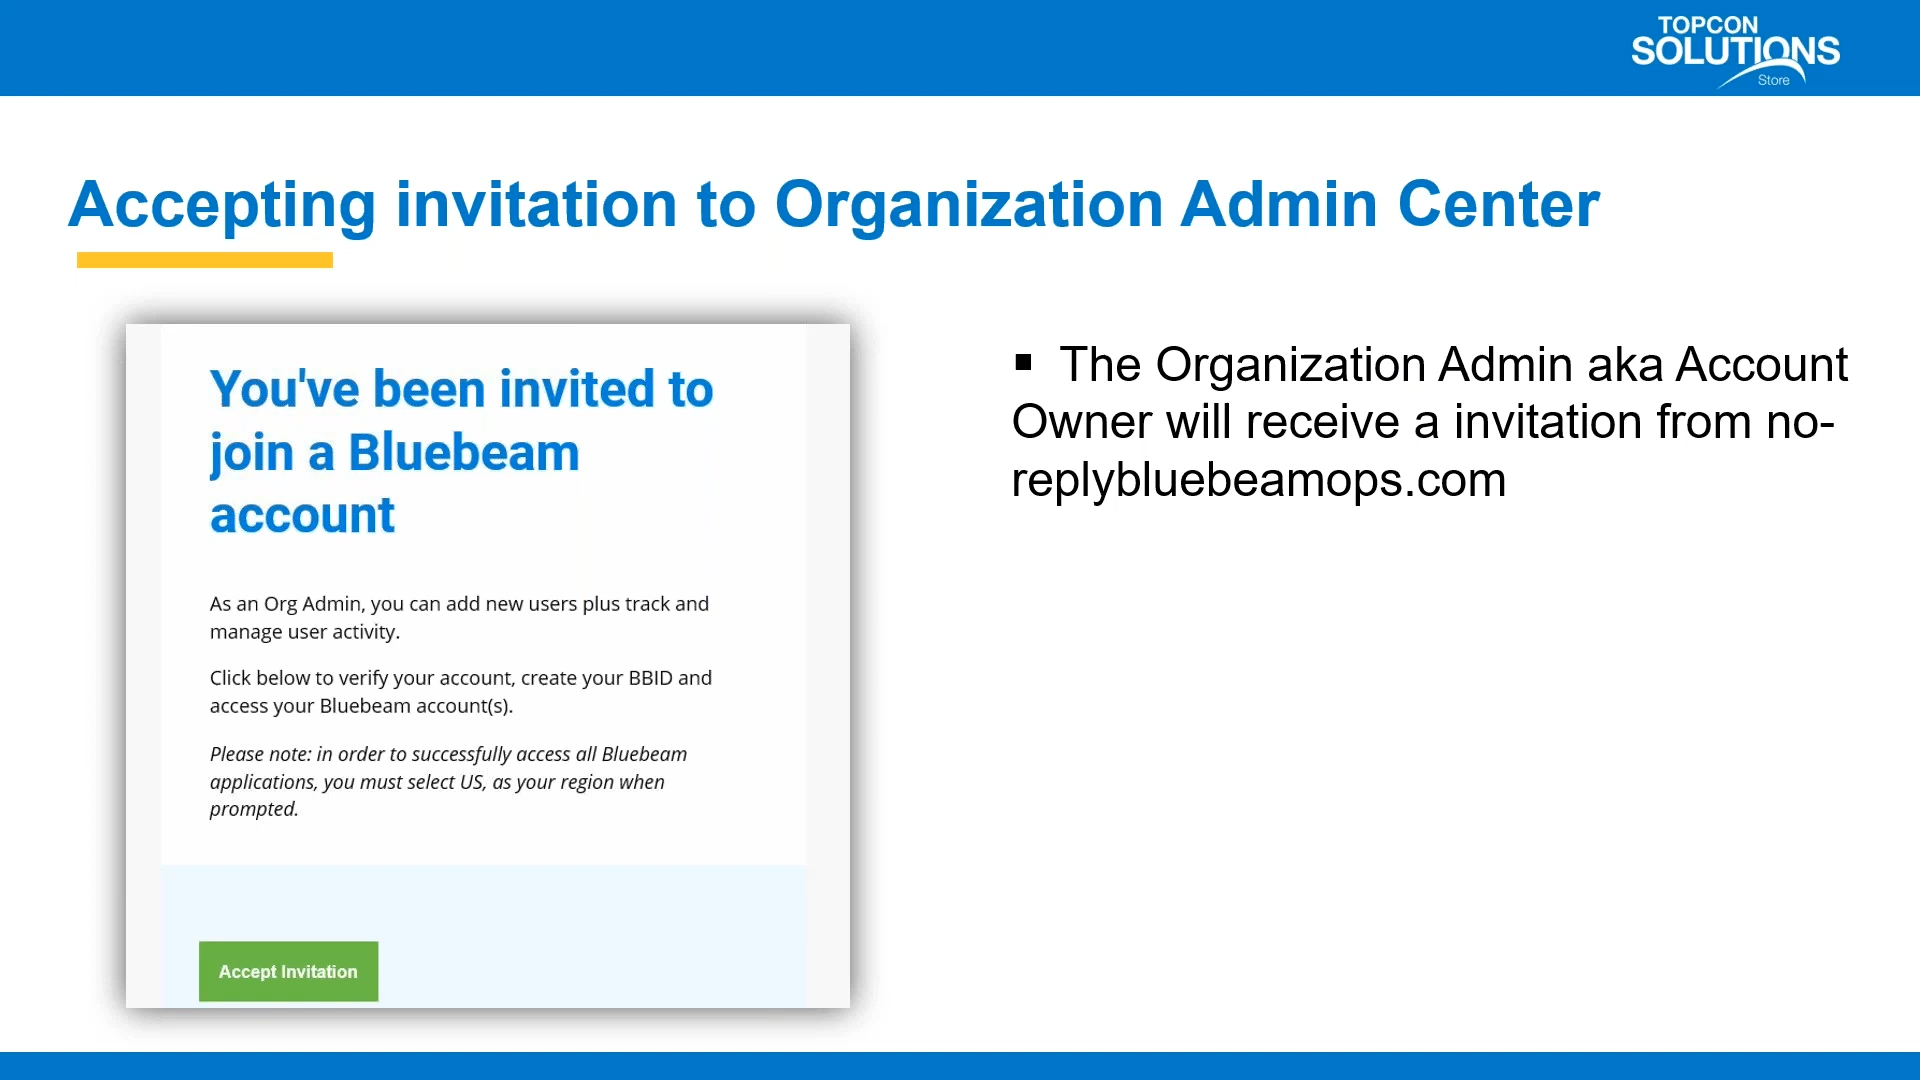 TOPCON
SOLUTIONS
Store
Accepting invitation to Organization Admin Center
You've been invited to
join a Bluebeam
account
As an Org Admin, you can add new users plus track and
manage user activity.
Click below to verify your account, create your BBID and
access your Bluebeam account(s).
Please note: in order to successfully access all Bluebeam
applications, you must select US, as your region when
prompted.
Accept Invitation
▪ The Organization Admin aka Account
Owner will receive a invitation from no-
replybluebeamops.com